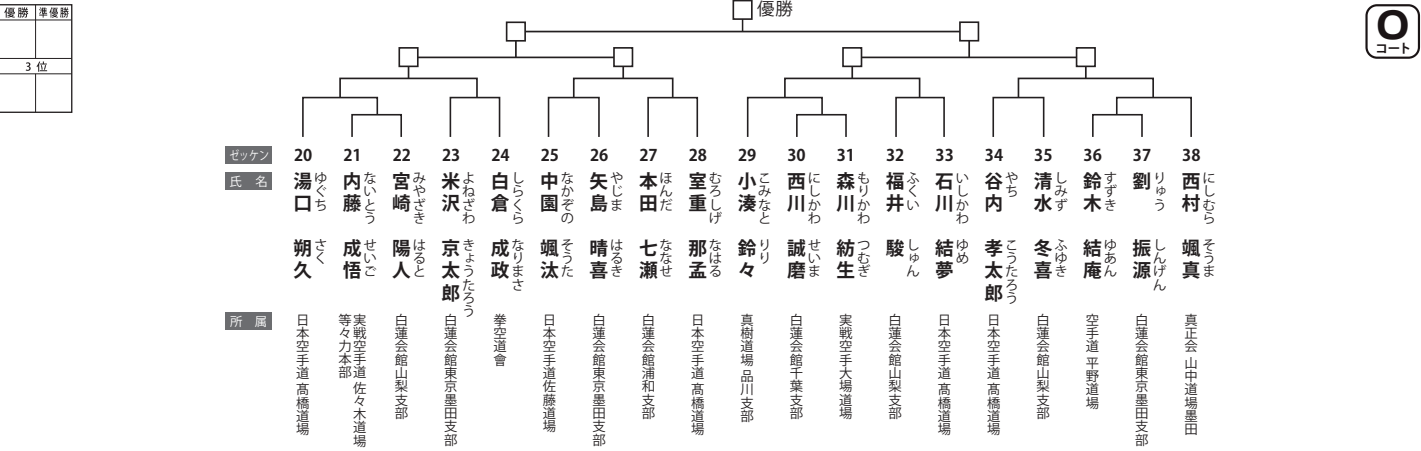 優勝 準優勝
3 位
優勝
O
コート
ゼッケン 20 21 22 23 24 25 26 27 28 29 30 31 32 33 34 35 36 37 38
氏 名
湯口 朔久 ゆぐち さく
内藤 成悟 ないとう せいご
宮崎 陽人 みやざき はると
米沢 京太郎 よねざわ きょうたろう
白倉 成政 しらくら なりまさ
中園 颯汰 なかぞの そうた
矢島 晴喜 やじま はるき
本田 七瀬 ほんだ ななせ
室重 那孟 むろしげ なはる
小湊 鈴々 こみなと りり
西川 誠磨 にしかわ せいま
森川 紡生 もりかわ つむぎ
福井 駿 ふくい しゅん
石川 結夢 いしかわ ゆめ
谷内 孝太郎 やち こうたろう
清水 冬喜 しみず ふゆき
鈴木 結庵 すずき ゆあん
劉 振源 りゅう しんげん
西村 颯真 にしむら そうま
所 属
日本空手道 髙橋道場
実戦空手道 佐々木道場
等々力本部
白蓮会館山梨支部
白蓮会館東京墨田支部
拳空道會
日本空手道佐藤道場
白蓮会館東京墨田支部
白蓮会館浦和支部
日本空手道 髙橋道場
真樹道場 品川支部
白蓮会館千葉支部
実戦空手大場道場
白蓮会館山梨支部
日本空手道 髙橋道場
日本空手道 髙橋道場
白蓮会館山梨支部
空手道 平野道場
白蓮会館東京墨田支部
真正会 山中道場墨田